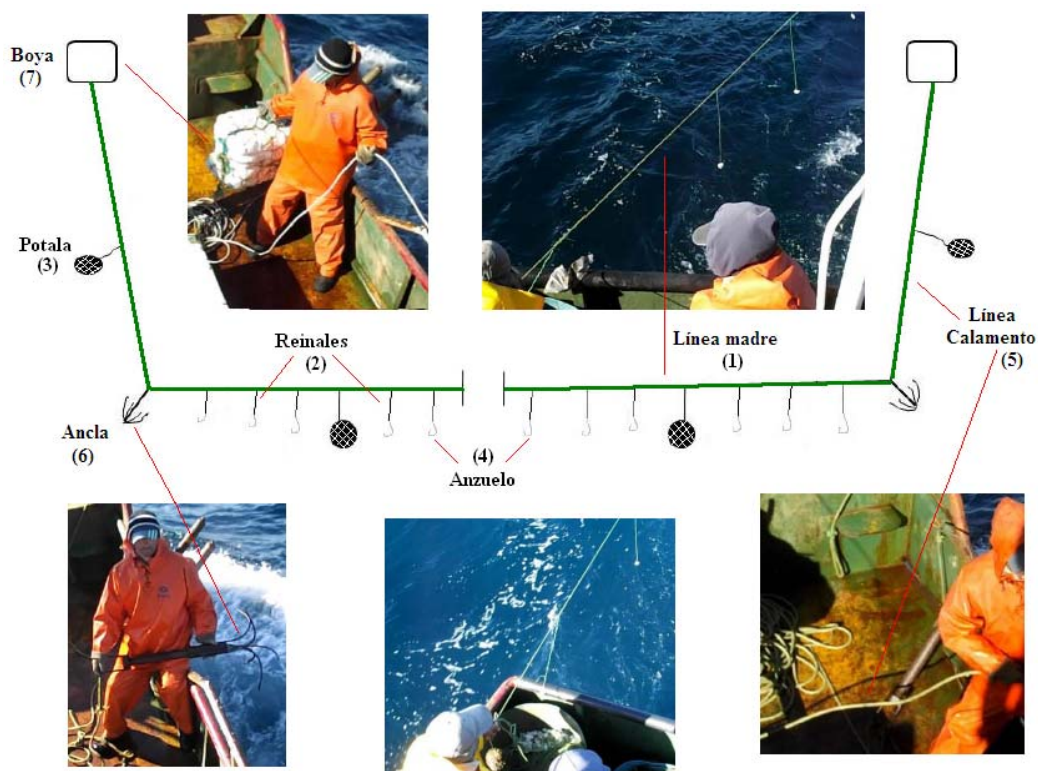 Boya
(7)
Potala
(3)
Reinales
(2)
Línea madre
(1)
Línea
Calamento
(5)
Ancla
(6)
(4)
Anzuelo